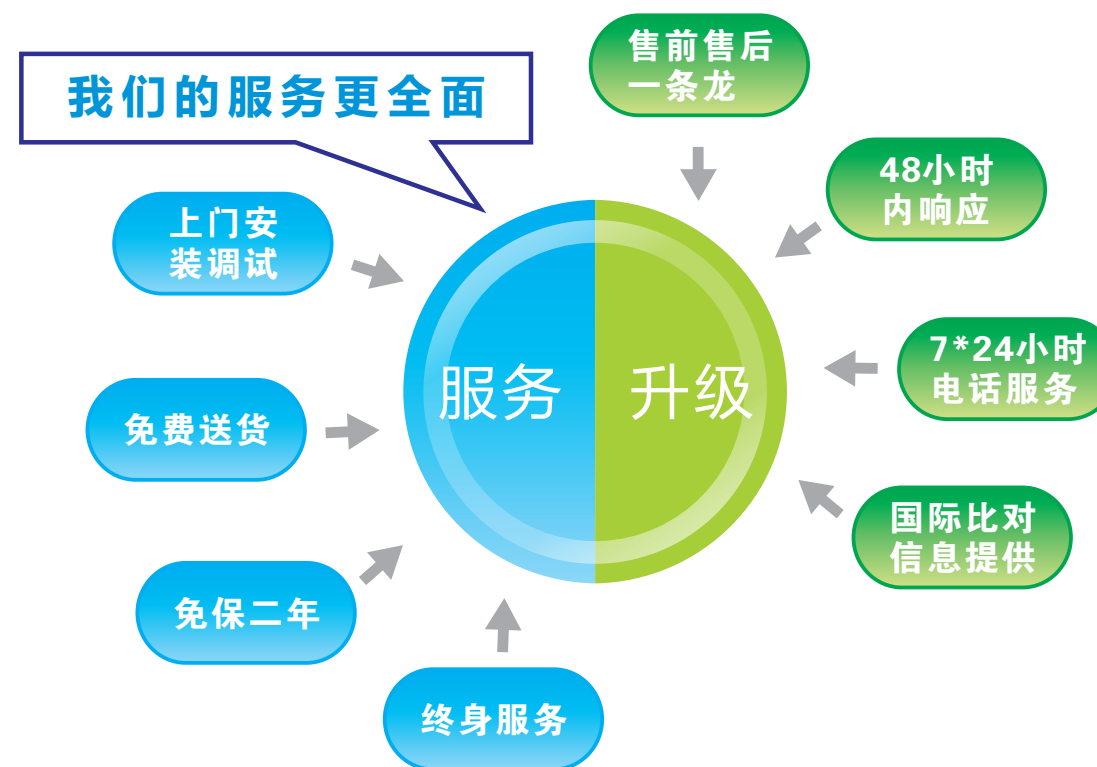 我们的服务更全面
售前售后
一条龙
48小时
内响应
上门安
装调试
7*24小时
电话服务
服务 升级
免费送货
国际比对
信息提供
免保二年
终身服务